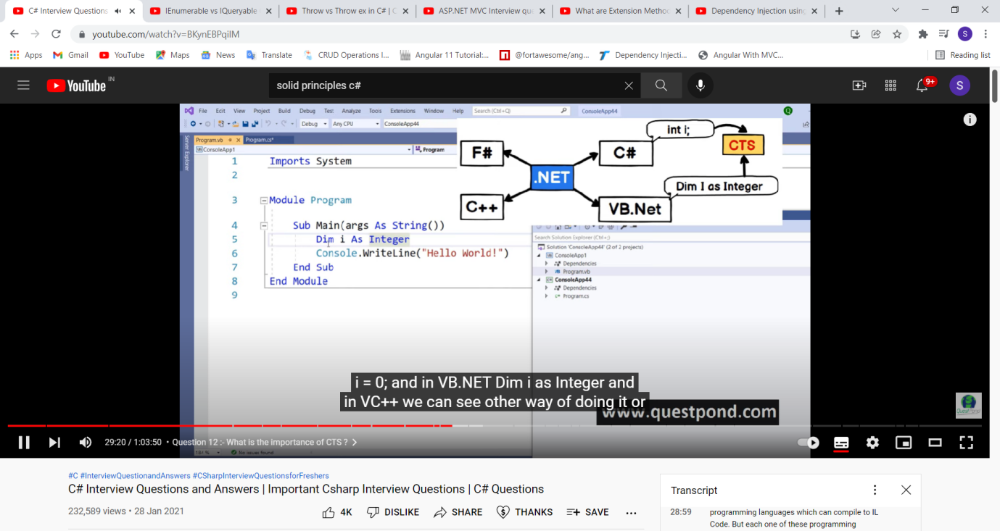 C# Interview Questions
IEnumerable vs IQueryable
Throw vs Throw ex in C# | C
ASP.NET MVC Interview que
What are Extension Method
Dependency Injection using
youtube.com/watch?v=BKynEBPqiIM
S
Apps
Gmail
YouTube
Maps
News
Translate
CRUD Operations I...
Angular 11 Tutorial:...
@fortawesome/ang...
Dependency Injecti...
Angular With MVC...
Reading list
YouTube IN
solid principles c#
9+
S
File Edit View Project Build Debug Test Analyze Tools Extensions Window Help Search (Ctrl+Q) ConsoleApp44
Debug Any CPU ConsoleApp44
Server Explorer
Program.vb Program.cs*
ConsoleApp1 Program
1 Imports System
2
3 Module Program
4 Sub Main(args As String())
5 Dim i As Integer
6 Console.WriteLine("Hello World!")
7 End Sub
8 End Module
9
F#
C++
.NET
C#
VB.Net
int i;
CTS
Dim I as Integer
Search Solution Explorer (Ctrl+;)
Solution 'ConsoleApp44' (2 of 2 projects)
ConsoleApp1
Dependencies
Program.vb
ConsoleApp44
Dependencies
Program.cs
i = 0; and in VB.NET Dim i as Integer and
in VC++ we can see other way of doing it or
www.questpond.com
29:20 / 1:03:50 • Question 12 :- What is the importance of CTS ?
No issues found
#C #InterviewQuestionandAnswers #CSharpInterviewQuestionsforFreshers
C# Interview Questions and Answers | Important Csharp Interview Questions | C# Questions
232,589 views • 28 Jan 2021
4K DISLIKE SHARE THANKS SAVE ...
Transcript
28:59 programming languages which can compile to IL
Code. But each one of these programming